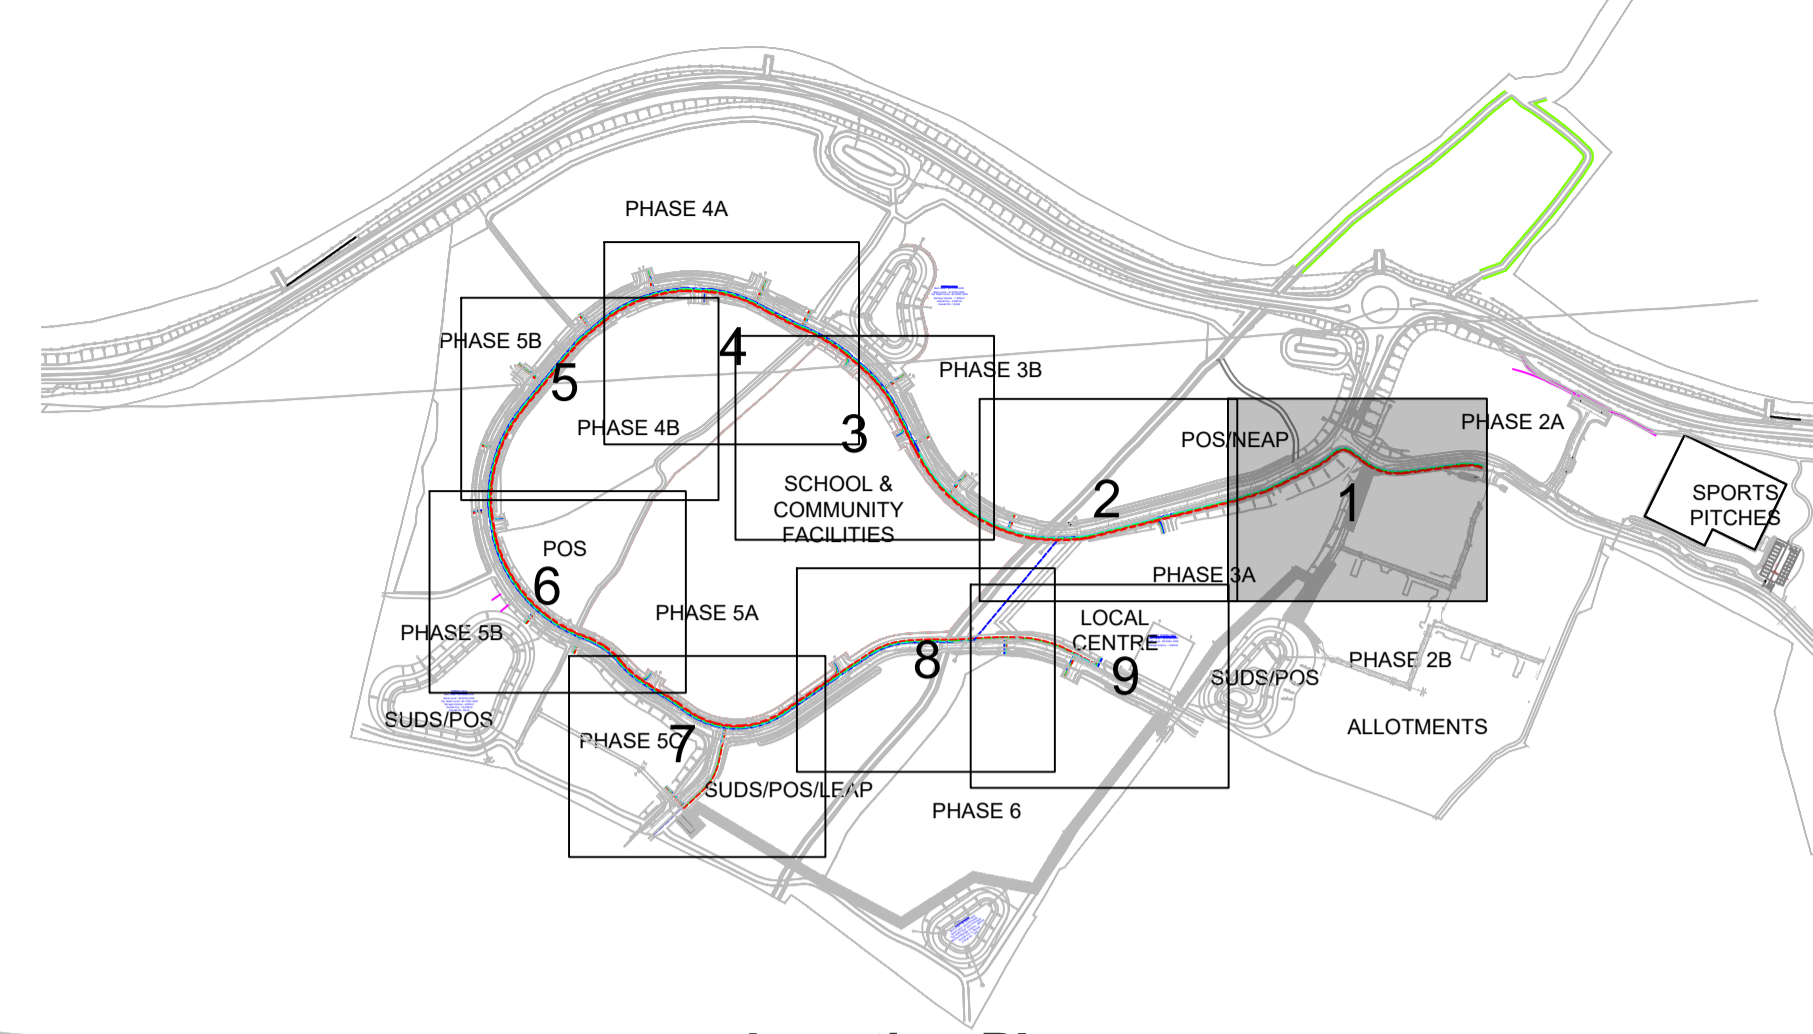 PHASE 4A
PHASE 5B
4
5
PHASE 3B
PHASE 4B
3
POS/NEAP
PHASE 2A
SCHOOL &
COMMUNITY
FACILITIES
2
1
SPORTS
PITCHES
POS
6
PHASE 3A
PHASE 5A
LOCAL
CENTRE
PHASE 5B
8
9
PHASE 2B
SUDS/POS
SUDS/POS
ALLOTMENTS
PHASE 5C
7
SUDS/POS/LEAP
PHASE 6